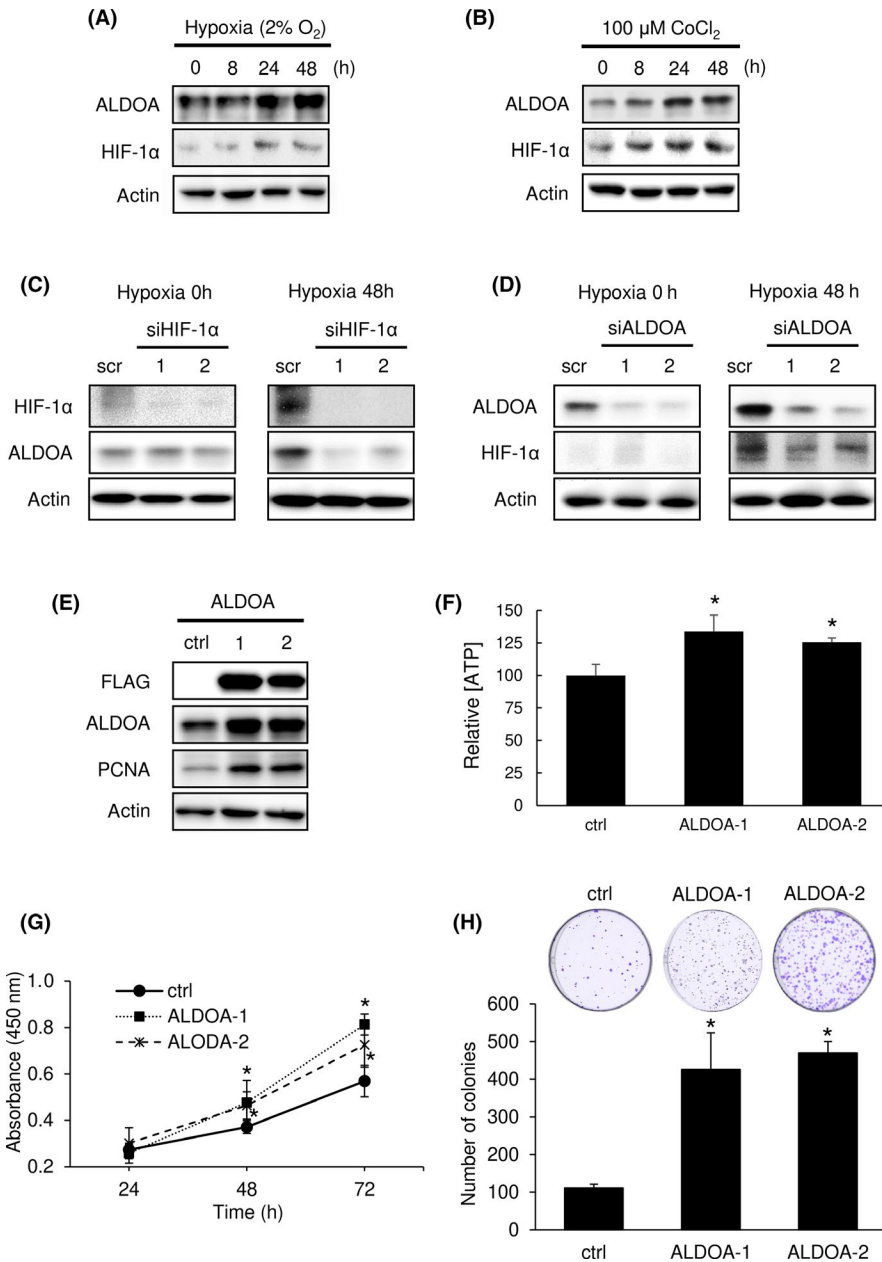 (A)
Hypoxia (2% O₂)
0 8 24 48 (h)
ALDOA
HIF-1α
Actin
(B)
100 µM CoCl₂
0 8 24 48 (h)
ALDOA
HIF-1α
Actin
(C)
Hypoxia 0h
Hypoxia 48h
siHIF-1α
siHIF-1α
scr 1 2
scr 1 2
HIF-1α
ALDOA
Actin
(D)
Hypoxia 0 h
Hypoxia 48 h
siALDOA
siALDOA
scr 1 2
scr 1 2
ALDOA
HIF-1α
Actin
(E)
ALDOA
ctrl 1 2
FLAG
ALDOA
PCNA
Actin
(F)
Relative [ATP]
150
125
100
75
50
25
0
*
*
ctrl ALDOA-1 ALDOA-2
(G)
Absorbance (450 nm)
1.0
0.8
0.6
0.4
0.2
ctrl
ALDOA-1
ALODA-2
*
*
*
*
24 48 72
Time (h)
(H)
ctrl ALDOA-1 ALDOA-2
Number of colonies
600
500
400
300
200
100
0
*
*
ctrl ALDOA-1 ALDOA-2